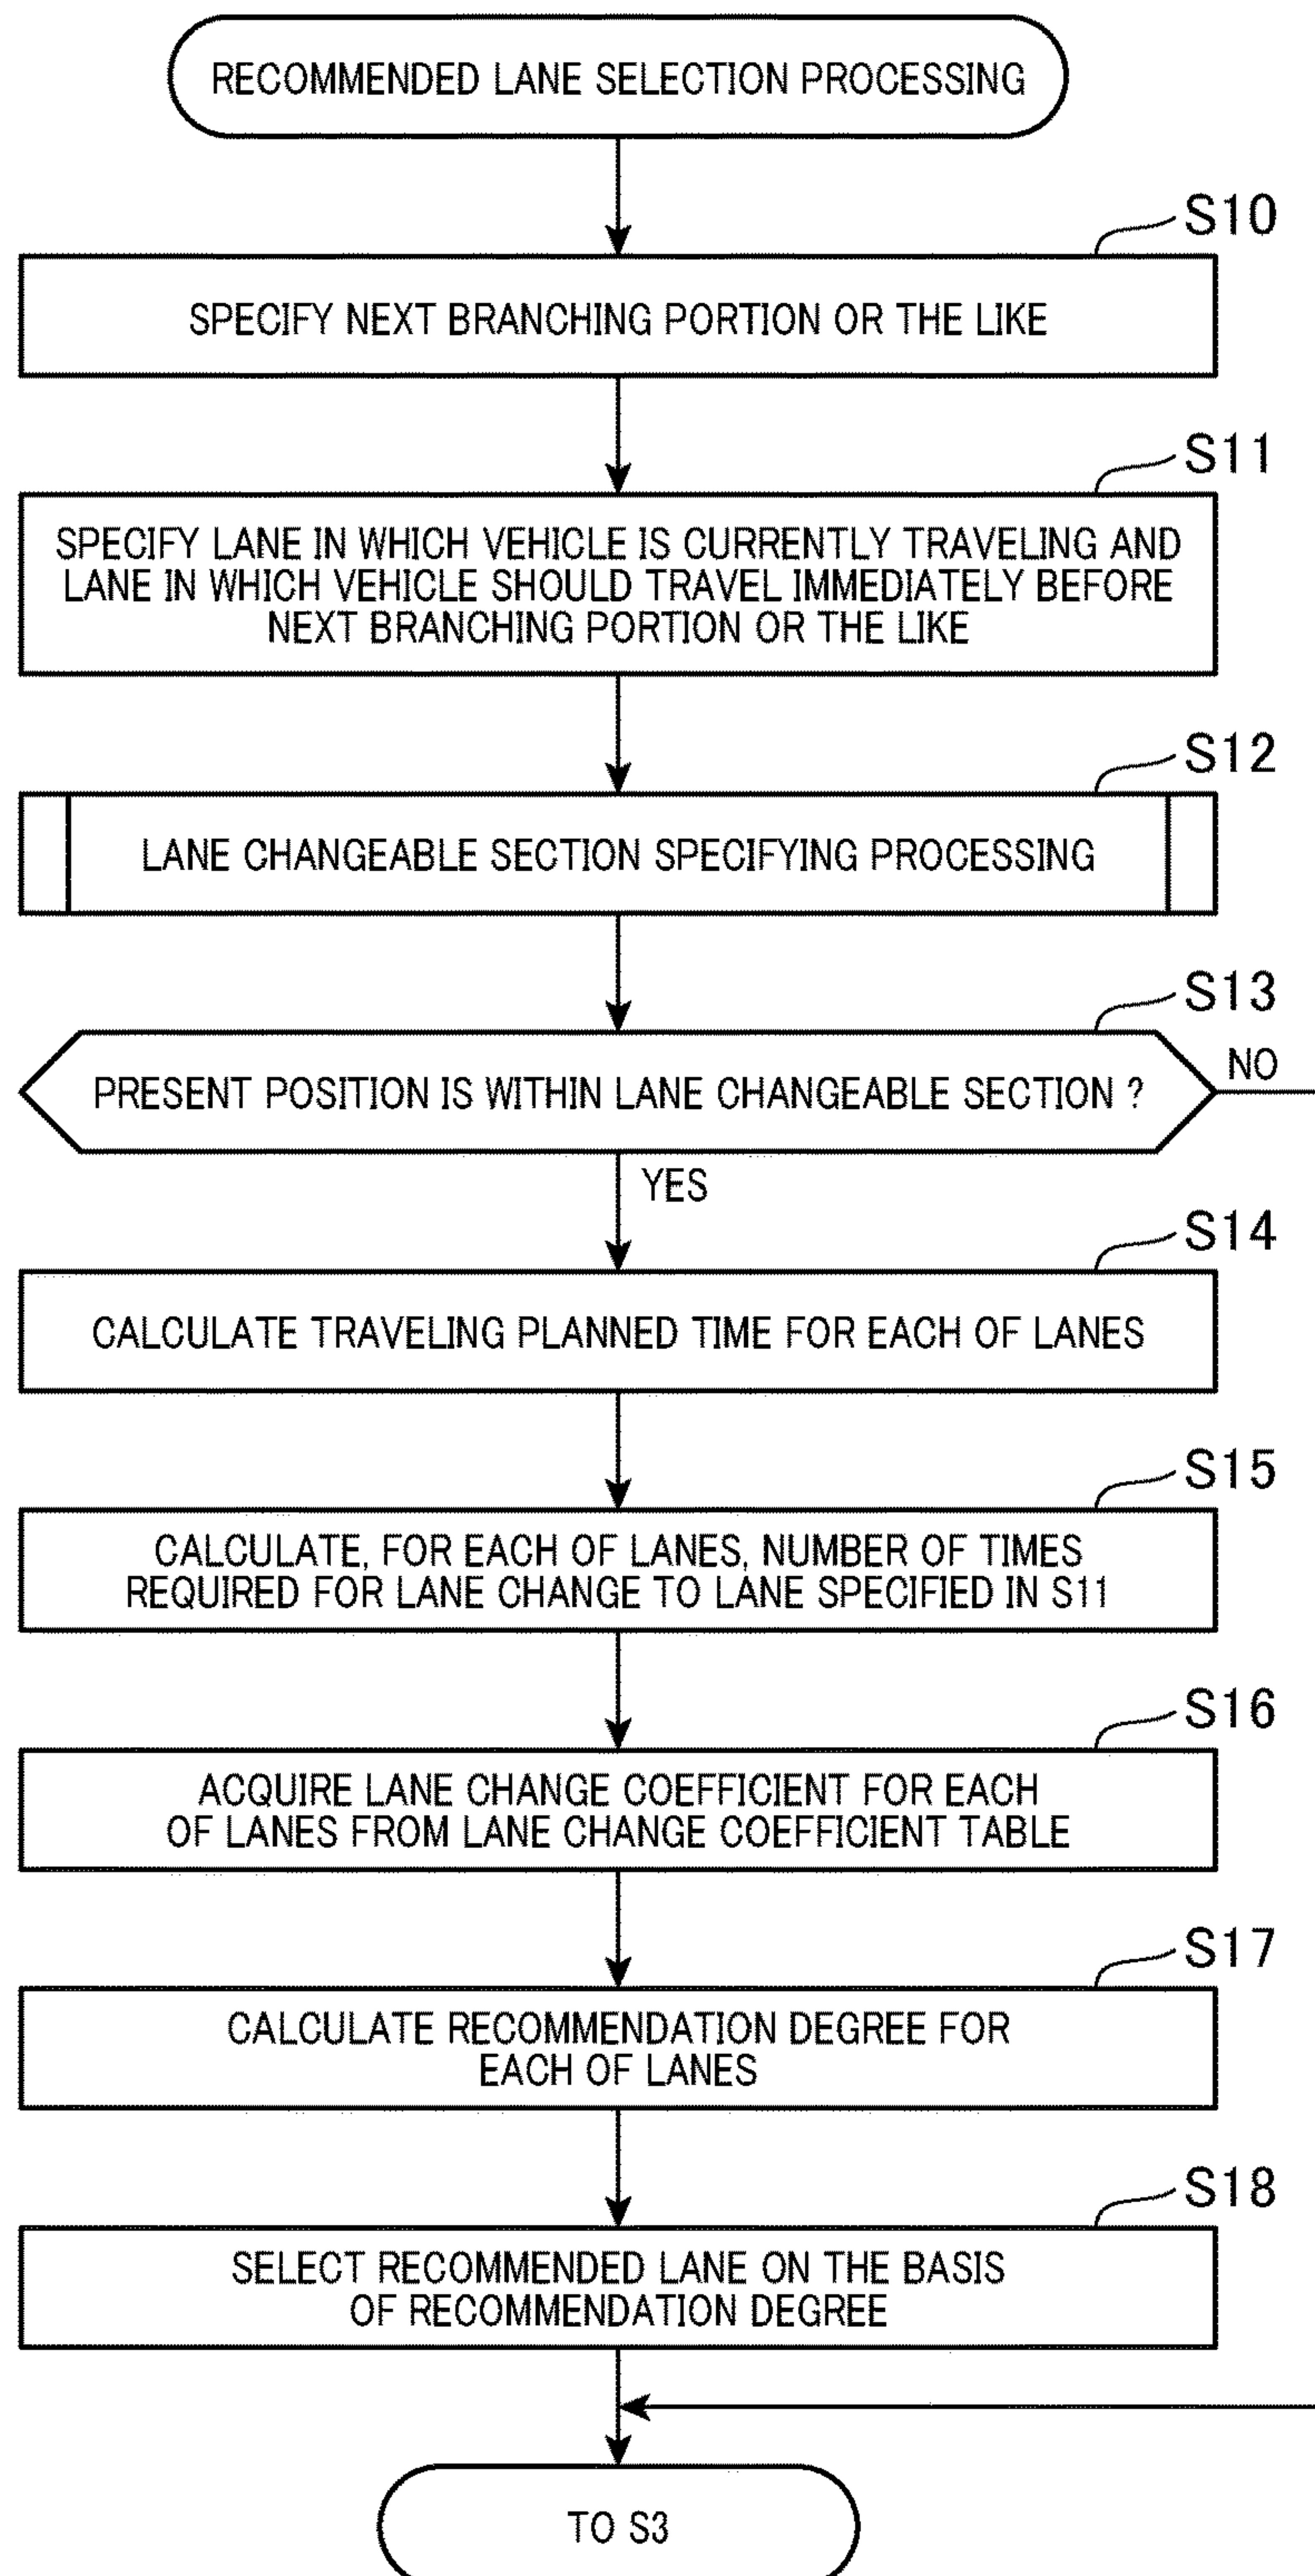 RECOMMENDED LANE SELECTION PROCESSING
S10
SPECIFY NEXT BRANCHING PORTION OR THE LIKE
S11
SPECIFY LANE IN WHICH VEHICLE IS CURRENTLY TRAVELING AND
LANE IN WHICH VEHICLE SHOULD TRAVEL IMMEDIATELY BEFORE
NEXT BRANCHING PORTION OR THE LIKE
S12
LANE CHANGEABLE SECTION SPECIFYING PROCESSING
S13
PRESENT POSITION IS WITHIN LANE CHANGEABLE SECTION ?
NO
YES
S14
CALCULATE TRAVELING PLANNED TIME FOR EACH OF LANES
S15
CALCULATE, FOR EACH OF LANES, NUMBER OF TIMES
REQUIRED FOR LANE CHANGE TO LANE SPECIFIED IN S11
S16
ACQUIRE LANE CHANGE COEFFICIENT FOR EACH
OF LANES FROM LANE CHANGE COEFFICIENT TABLE
S17
CALCULATE RECOMMENDATION DEGREE FOR
EACH OF LANES
S18
SELECT RECOMMENDED LANE ON THE BASIS
OF RECOMMENDATION DEGREE
TO S3